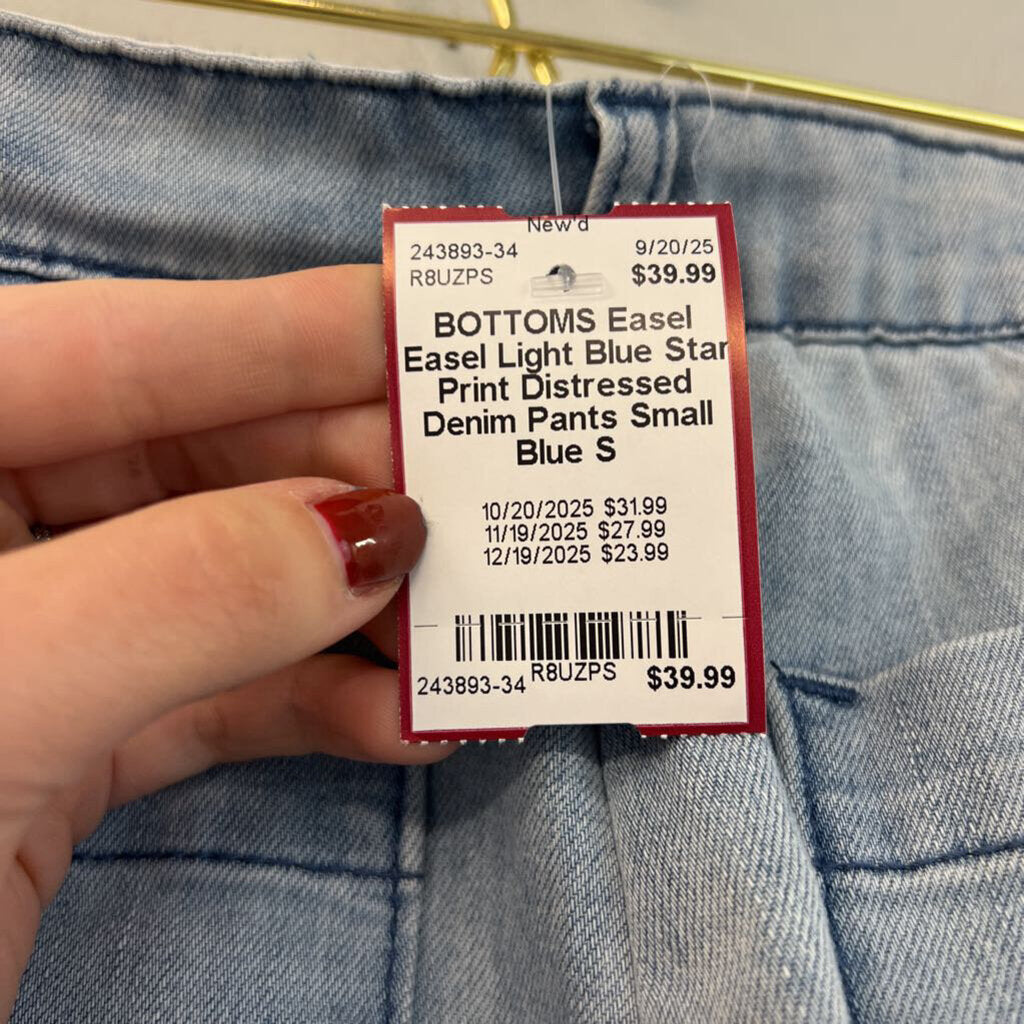 New'd
243893-34 9/20/25
R8UZPS $39.99
BOTTOMS Easel
Easel Light Blue Star
Print Distressed
Denim Pants Small
Blue S
10/20/2025 $31.99
11/19/2025 $27.99
12/19/2025 $23.99
243893-34 R8UZPS $39.99